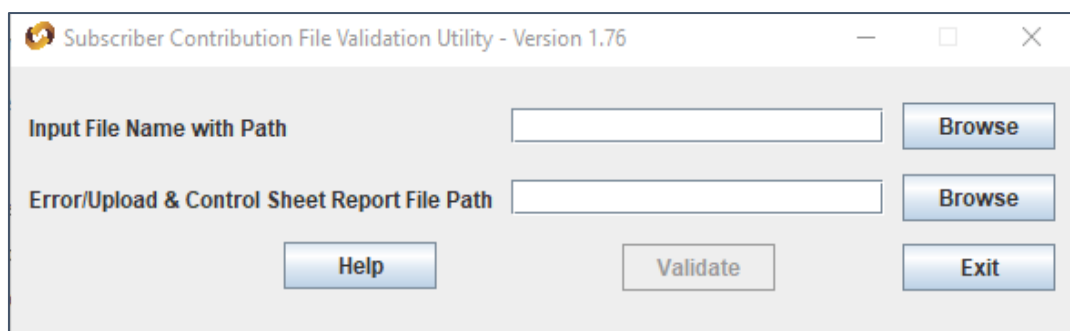 Subscriber Contribution File Validation Utility - Version 1.76
Input File Name with Path Browse
Error/Upload & Control Sheet Report File Path Browse
Help Validate Exit